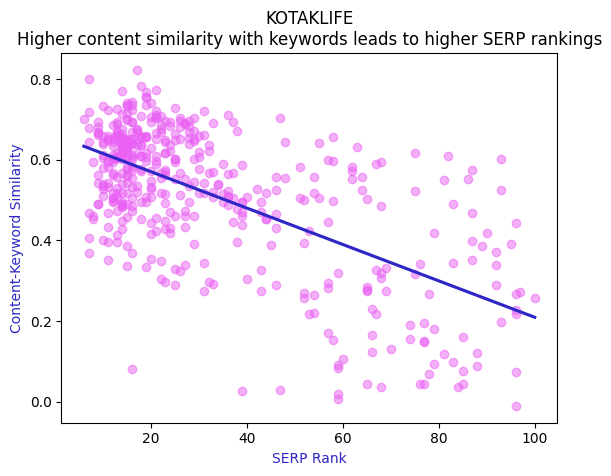 KOTAKLIFE
Higher content similarity with keywords leads to higher SERP rankings
0.8
0.6
0.4
0.2
0.0
Content-Keyword Similarity
20
40
60
80
100
SERP Rank